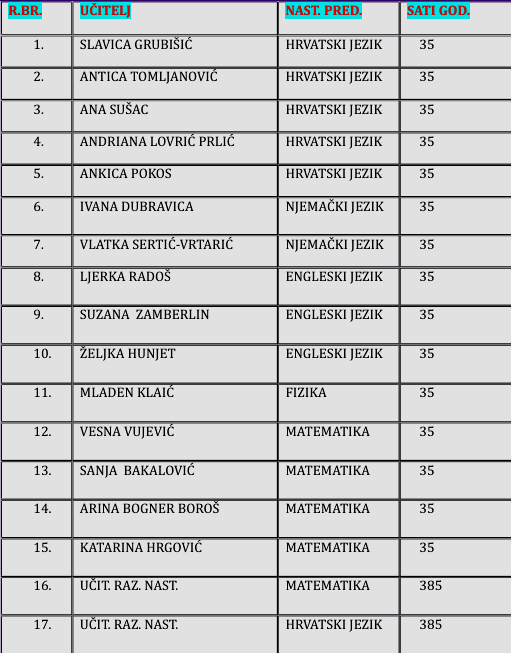 R.BR. UČITELJ NAST. PRED. SATI GOD.
1. SLAVICA GRUBIŠIĆ HRVATSKI JEZIK 35
2. ANTICA TOMLJANOVIĆ HRVATSKI JEZIK 35
3. ANA SUŠAC HRVATSKI JEZIK 35
4. ANDRIANA LOVRIĆ PRLIĆ HRVATSKI JEZIK 35
5. ANKICA POKOS HRVATSKI JEZIK 35
6. IVANA DUBRAVICA NJEMAČKI JEZIK 35
7. VLATKA SERTIĆ-VRTARIĆ NJEMAČKI JEZIK 35
8. LJERKA RADOŠ ENGLESKI JEZIK 35
9. SUZANA ZAMBERLIN ENGLESKI JEZIK 35
10. ŽELJKA HUNJET ENGLESKI JEZIK 35
11. MLADEN KLAIĆ FIZIKA 35
12. VESNA VUJEVIĆ MATEMATIKA 35
13. SANJA BAKALOVIĆ MATEMATIKA 35
14. ARINA BOGNER BOROŠ MATEMATIKA 35
15. KATARINA HRGOVIĆ MATEMATIKA 35
16. UČIT. RAZ. NAST. MATEMATIKA 385
17. UČIT. RAZ. NAST. HRVATSKI JEZIK 385